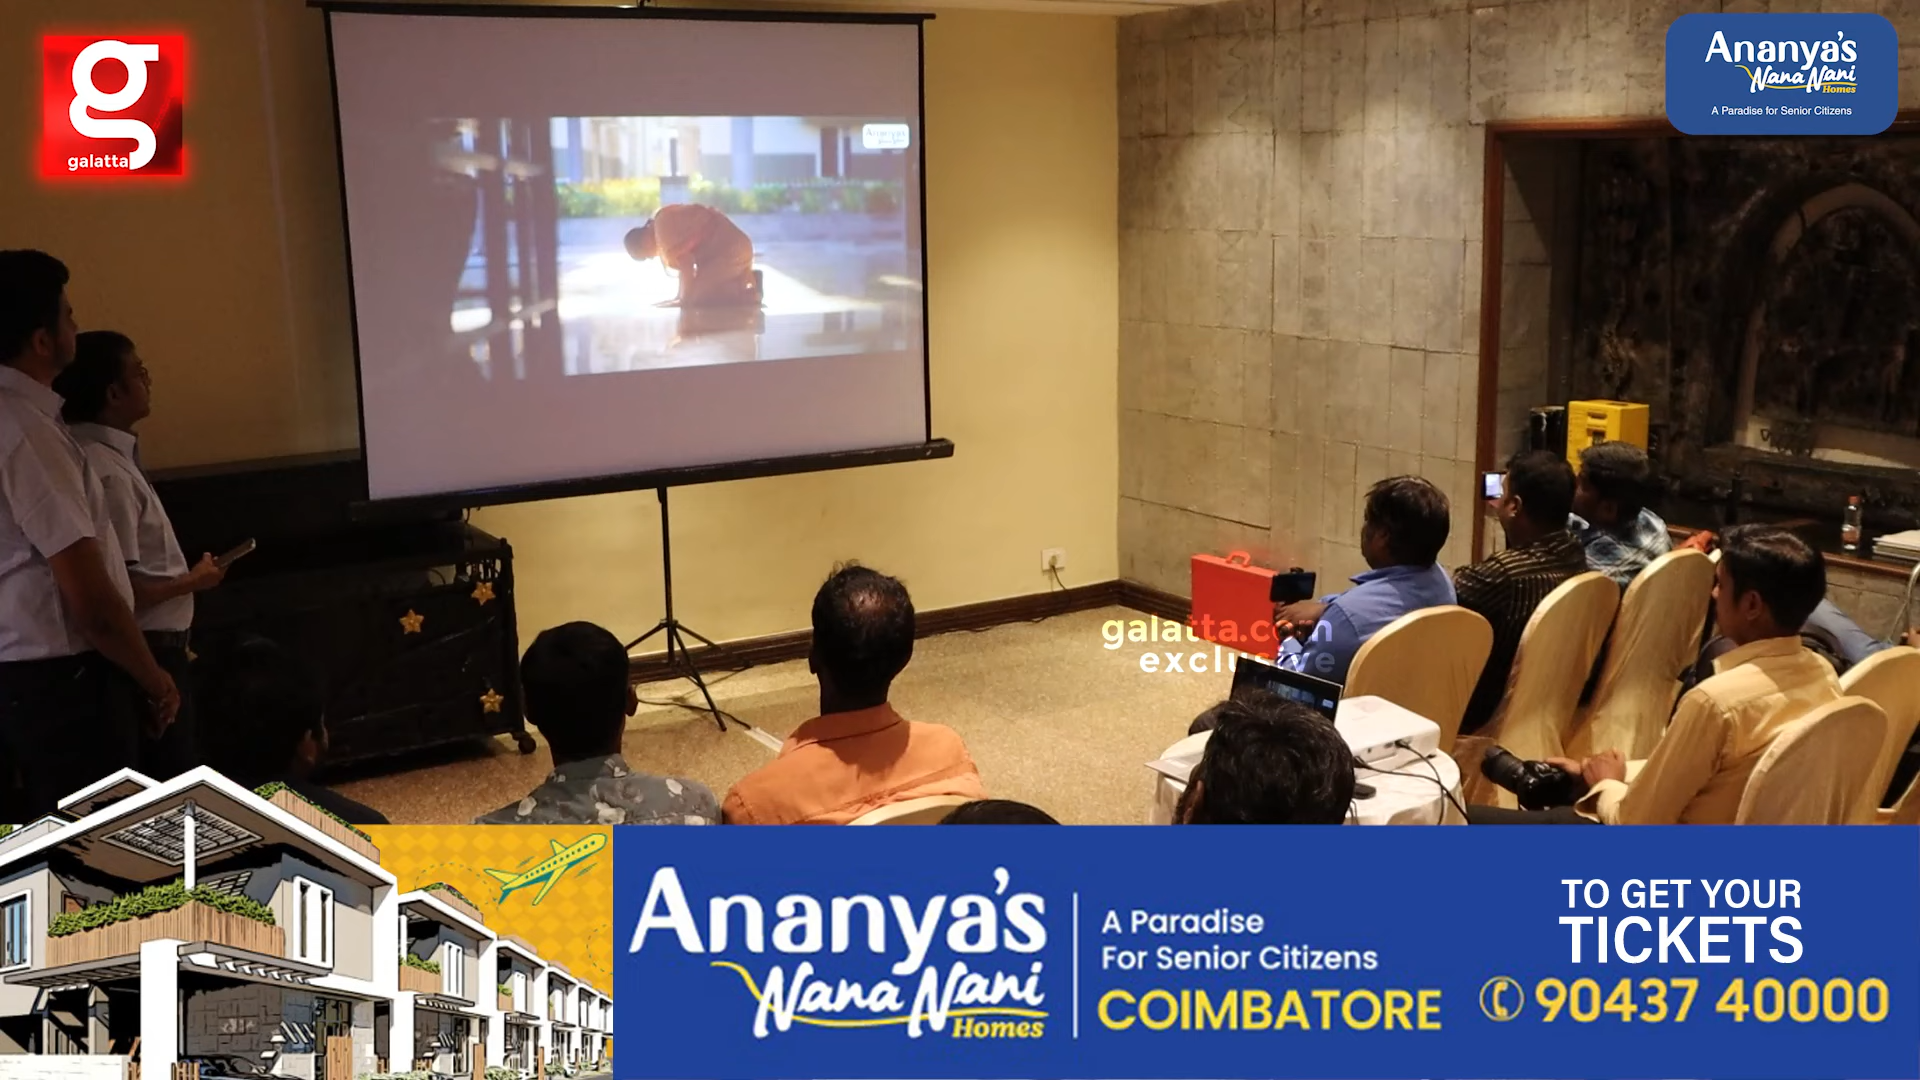 galatta
Ananya's
Nana Nani
Homes
A Paradise for Senior Citizens
Ananya's
galatta.com
exclusive
Ananya's
Nana Nani
Homes
A Paradise
For Senior Citizens
COIMBATORE
TO GET YOUR
TICKETS
90437 40000